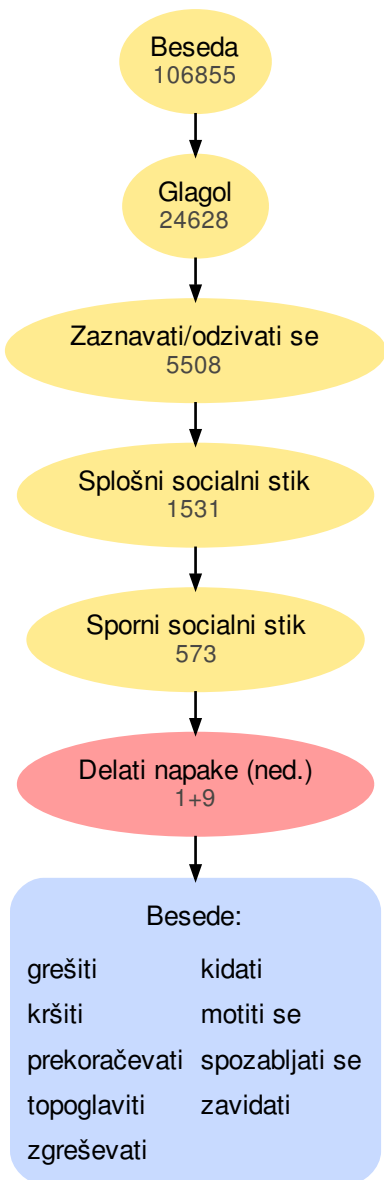 Beseda
106855
Glagol
24628
Zaznavati/odzivati se
5508
Splošni socialni stik
1531
Sporni socialni stik
573
Delati napake (ned.)
1+9
Besede:
grešiti kidati
kršiti motiti se
prekoračevati spozabljati se
topoglaviti zavidati
zgreševati